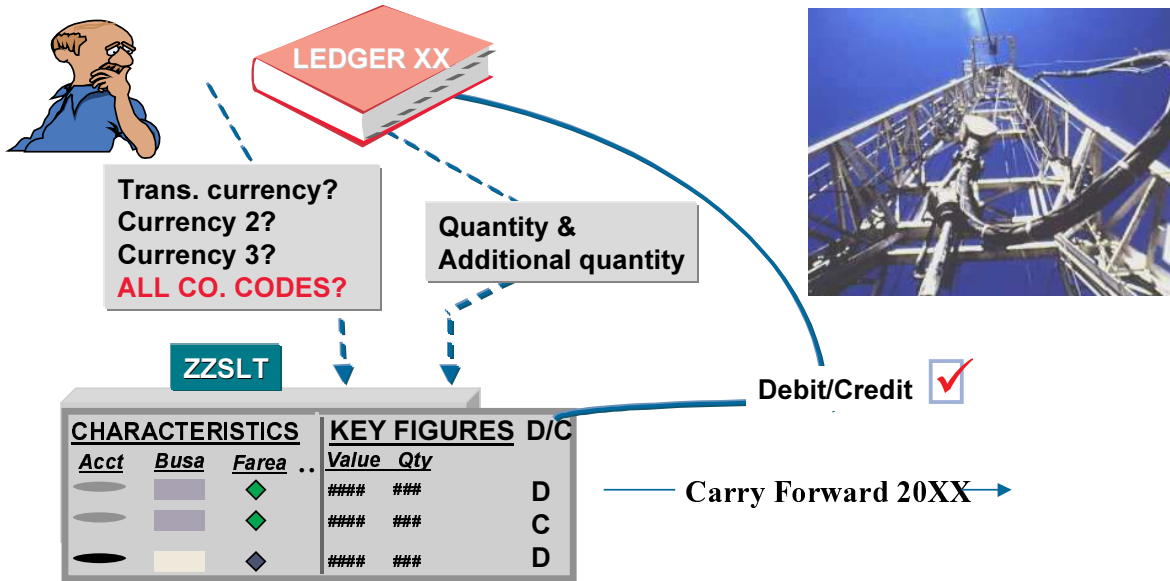 LEDGER XX
Trans. currency?
Currency 2?
Currency 3?
ALL CO. CODES?
Quantity &
Additional quantity
ZZSLT
Debit/Credit
CHARACTERISTICS KEY FIGURES D/C
Acct Busa Farea .. Value Qty
#### ### D
#### ### C
#### ### D
Carry Forward 20XX